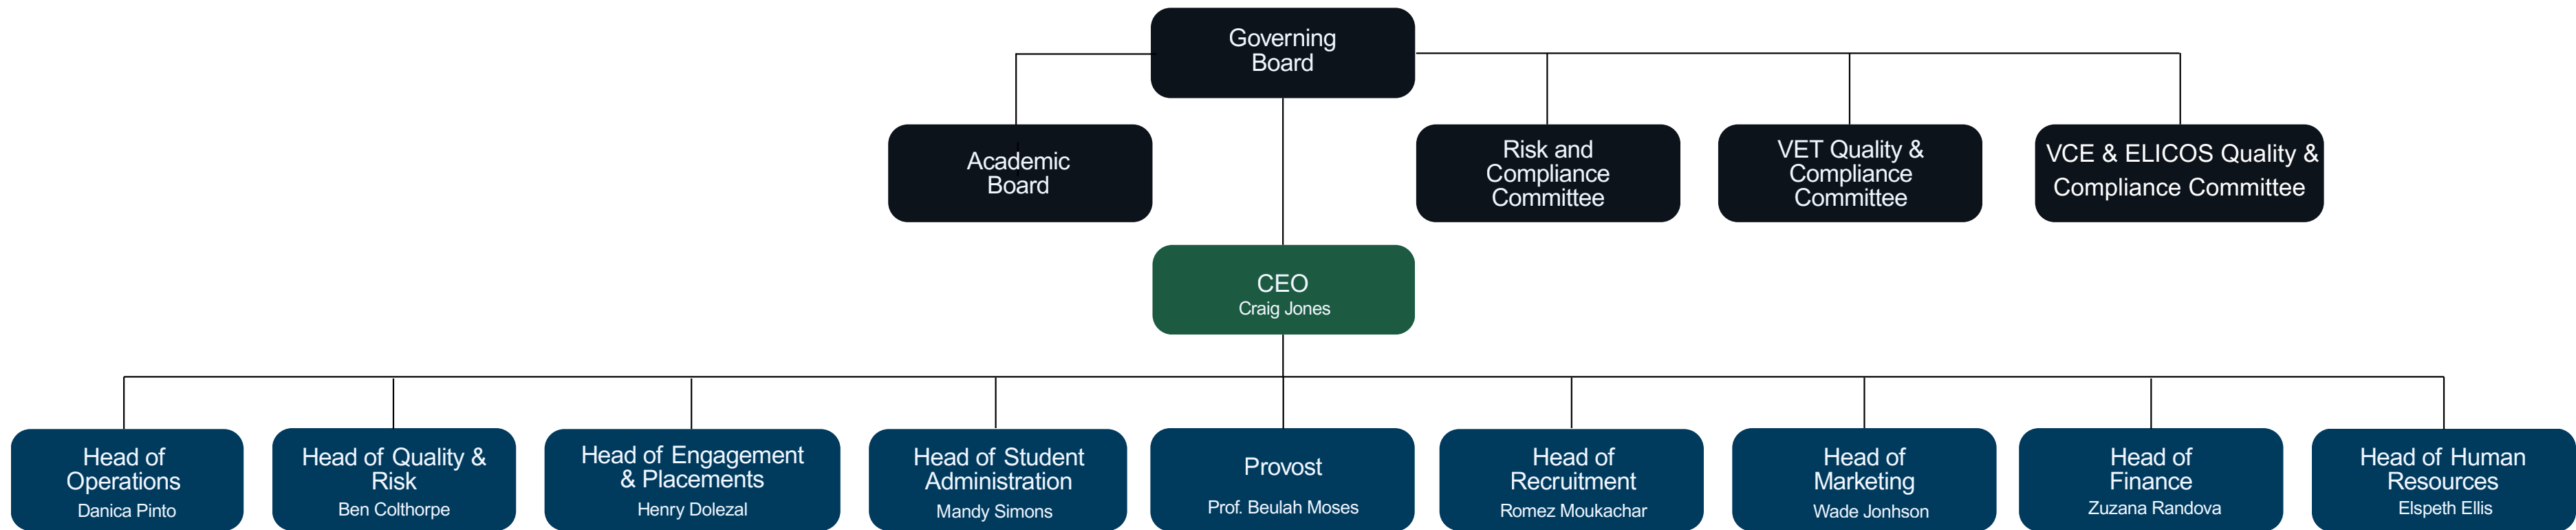 Governing
Board
Academic
Board
Risk and
Compliance
Committee
VET Quality &
Compliance
Committee
VCE & ELICOS Quality &
Compliance Committee
CEO
Craig Jones
Head of
Operations
Danica Pinto
Head of Quality &
Risk
Ben Colthorpe
Head of Engagement
& Placements
Henry Dolezal
Head of Student
Administration
Mandy Simons
Provost
Prof. Beulah Moses
Head of
Recruitment
Romez Moukachar
Head of
Marketing
Wade Jonhson
Head of
Finance
Zuzana Randova
Head of Human
Resources
Elspeth Ellis